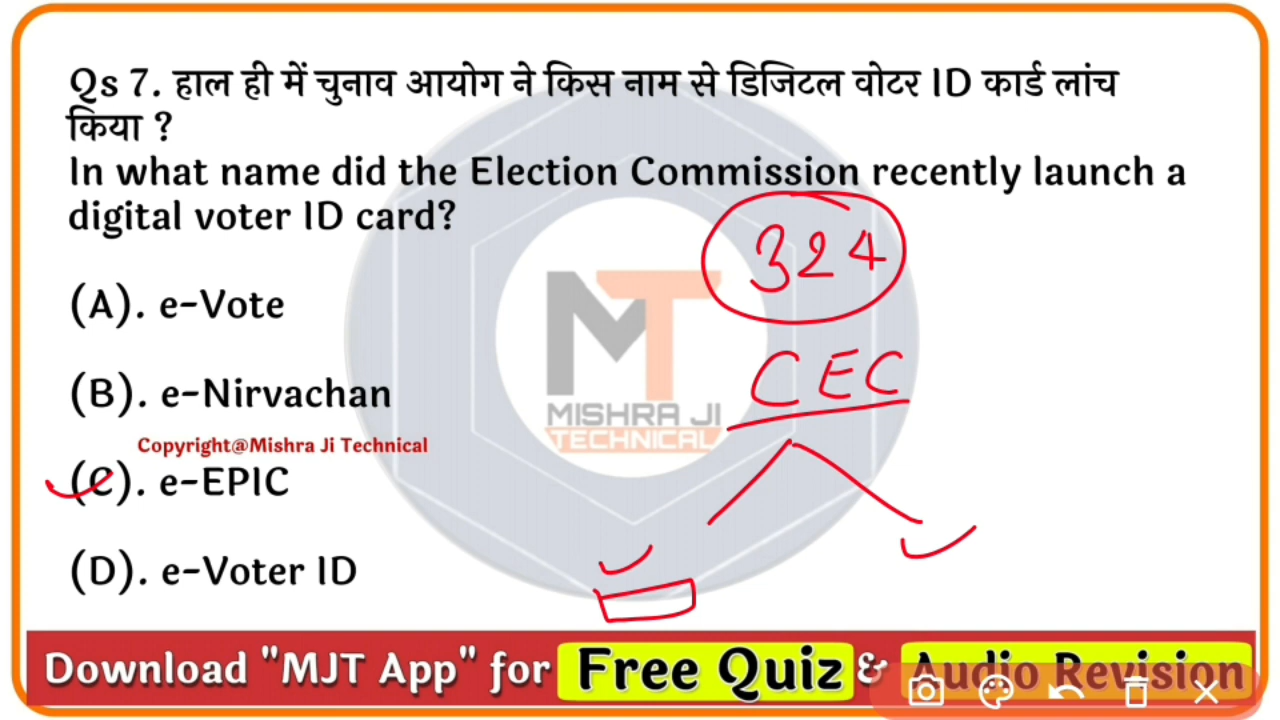 Qs 7. हाल ही में चुनाव आयोग ने किस नाम से डिजिटल वोटर ID कार्ड लांच
किया ?
In what name did the Election Commission recently launch a
digital voter ID card?
324
(A). e-Vote
CEC
(B). e-Nirvachan
MT
MISHRA JI
TECHNICAL
Copyright@Mishra Ji Technical
(C). e-EPIC
(D). e-Voter ID
Download "MJT App" for Free Quiz & Audio Revision